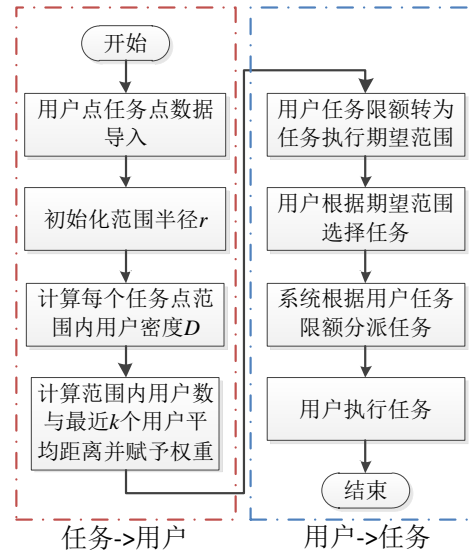 开始
用户点任务点数据
导入
初始化范围半径r
计算每个任务点范
围内用户密度D
计算范围内用户数
与最近k个用户平
均距离并赋予权重
任务->用户
用户任务限额转为
任务执行期望范围
用户根据期望范围
选择任务
系统根据用户任务
限额分派任务
用户执行任务
结束
用户->任务